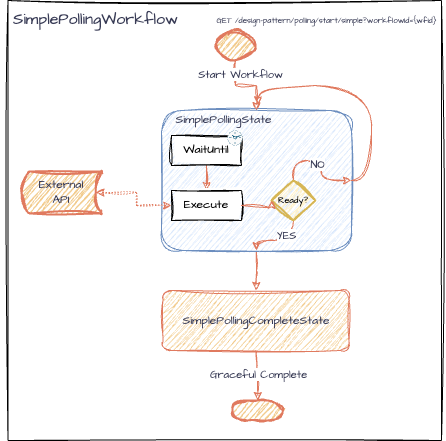 SimplePollingWorkflow
GET /design-pattern/polling/start/simple?workflowId={wfId}
Start Workflow
SimplePollingState
WaitUntil
NO
External
API
Execute
Ready?
YES
SimplePollingCompleteState
Graceful Complete